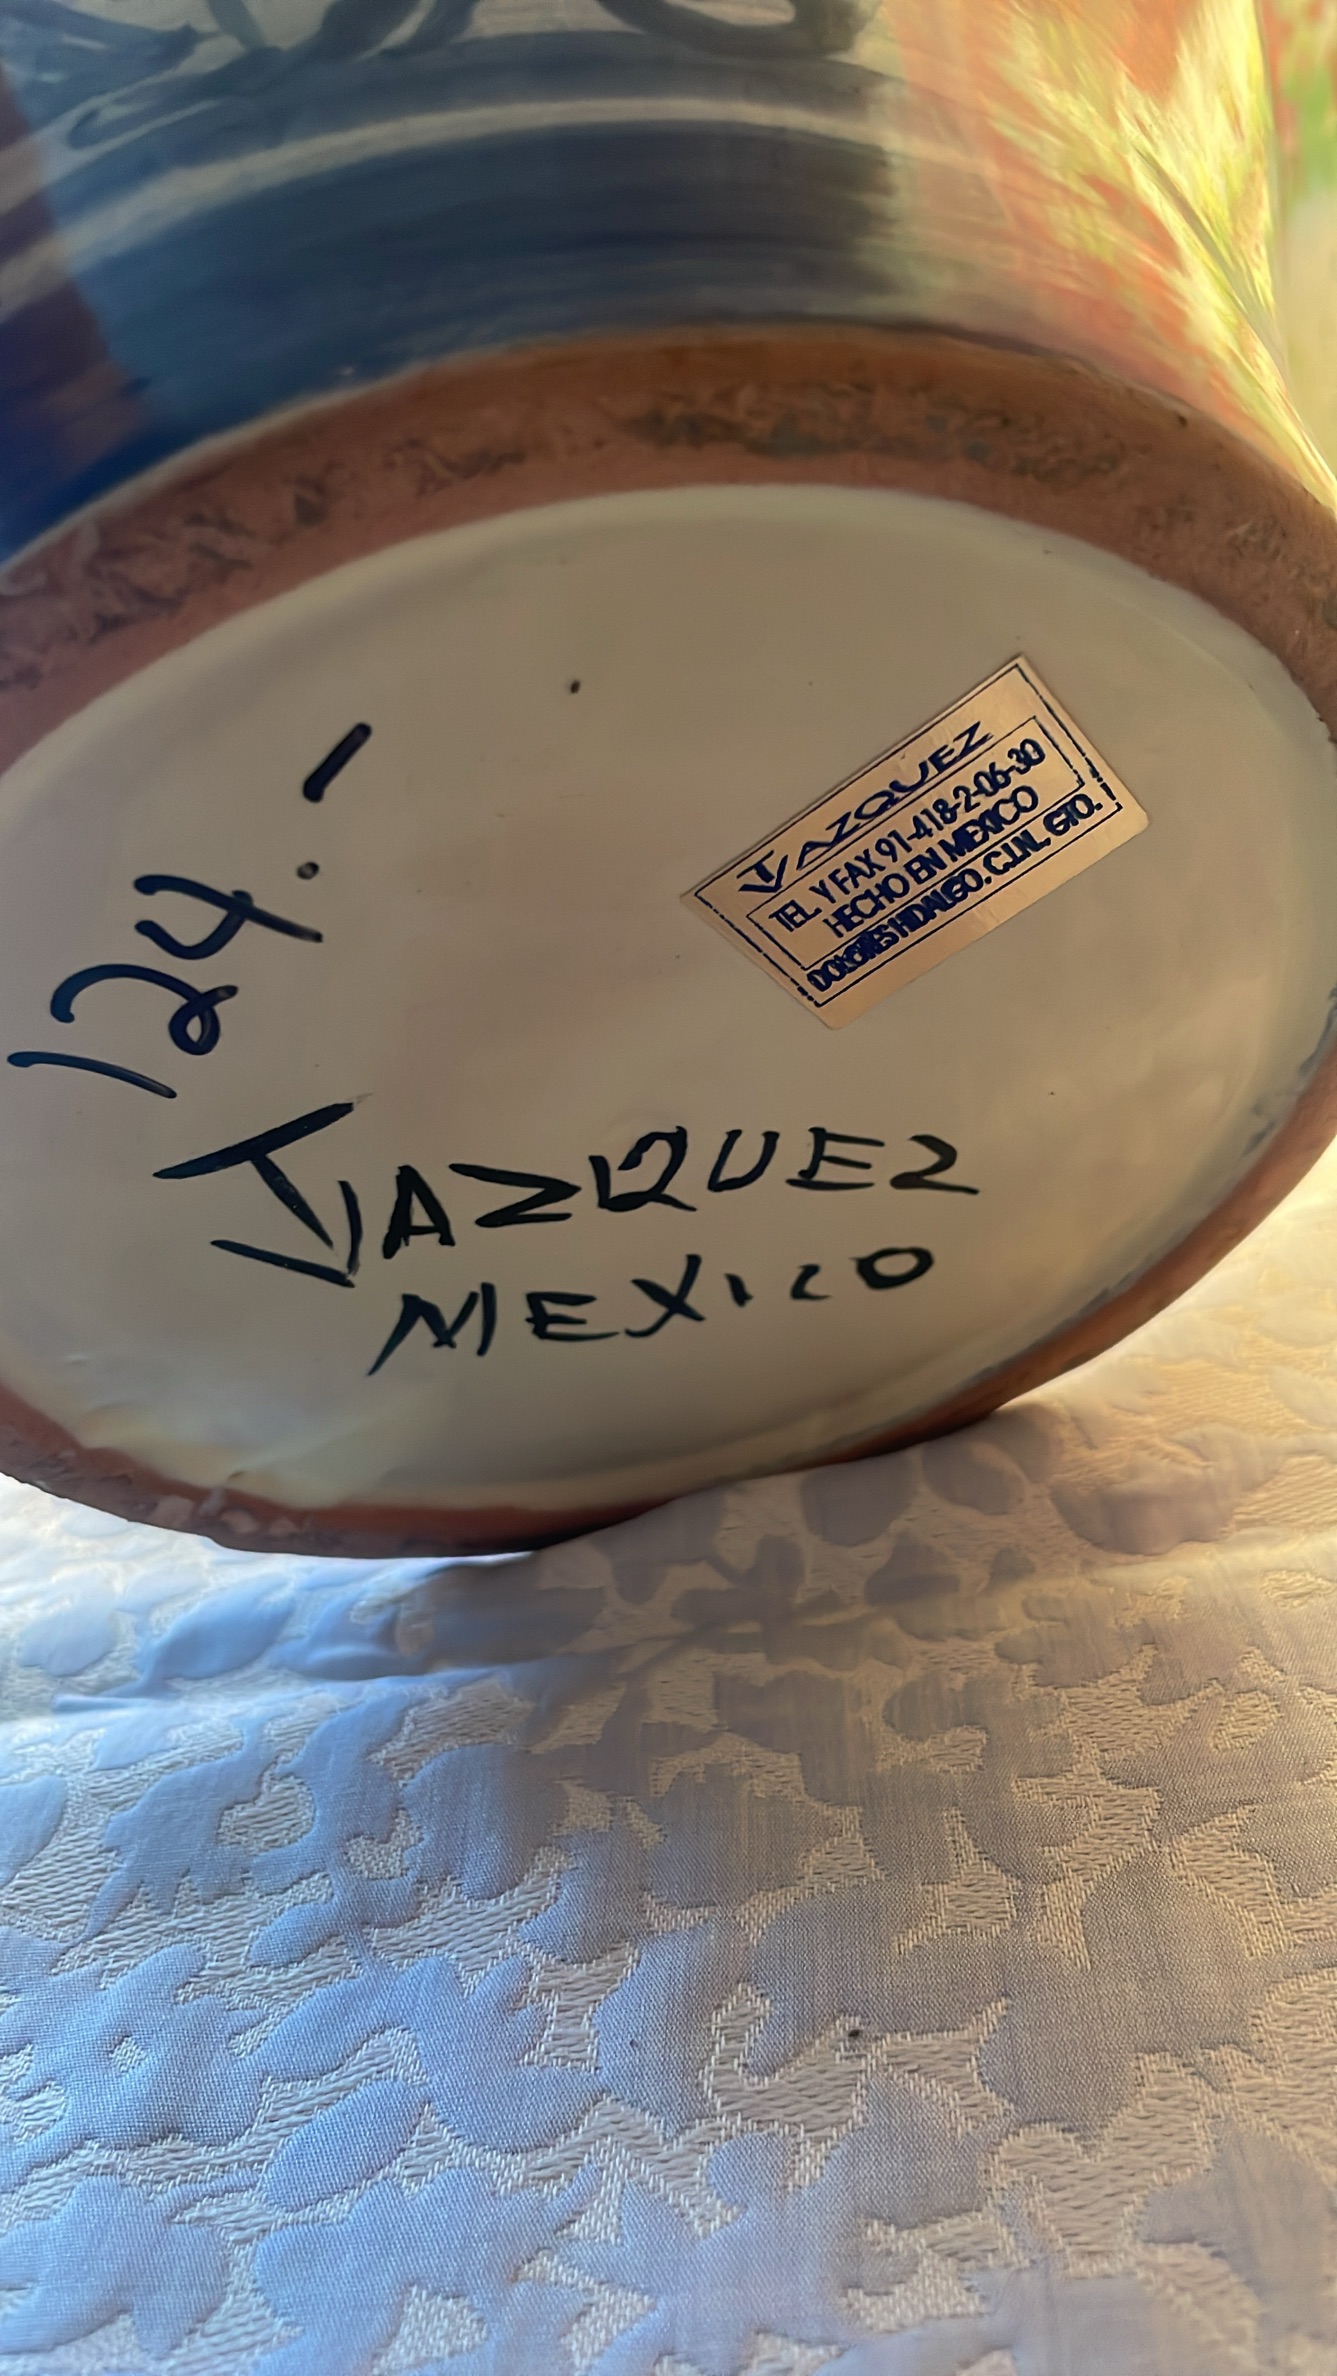 124.-
VAZQUEZ
TEL. Y FAX 91-418-2-06-30
HECHO EN MEXICO
DOLORES HIDALGO, C.I.N., GTO.
VAZQUEZ
MEXICO